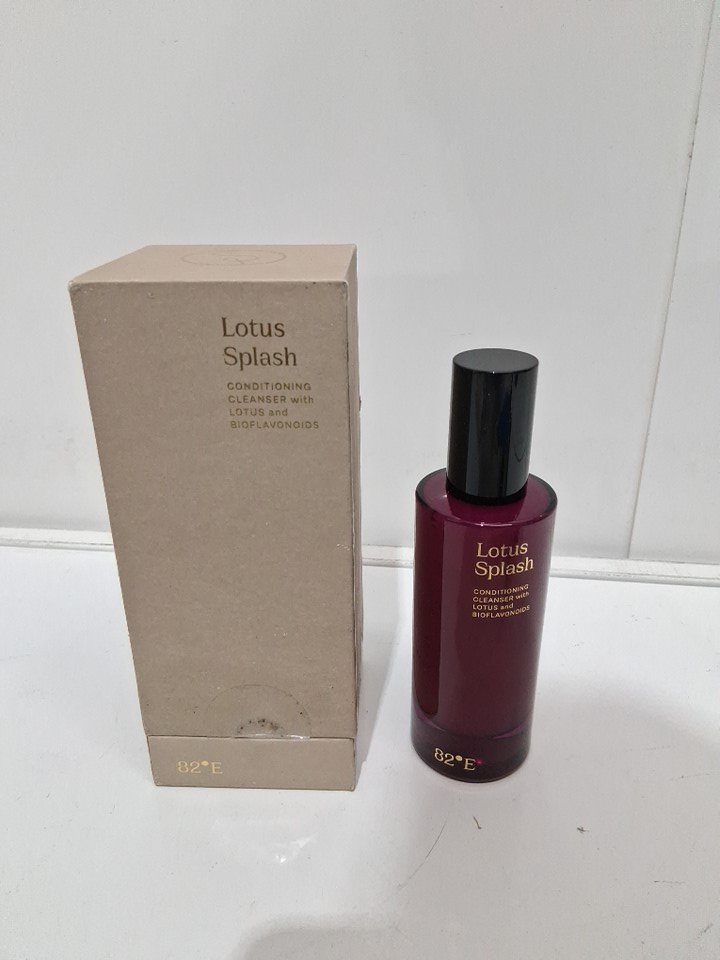 Lotus
Splash
CONDITIONING
CLEANSER with
LOTUS and
BIOFLAVONOIDS
82°E
Lotus
Splash
CONDITIONING
CLEANSER with
LOTUS and
BIOFLAVONOIDS
82°E